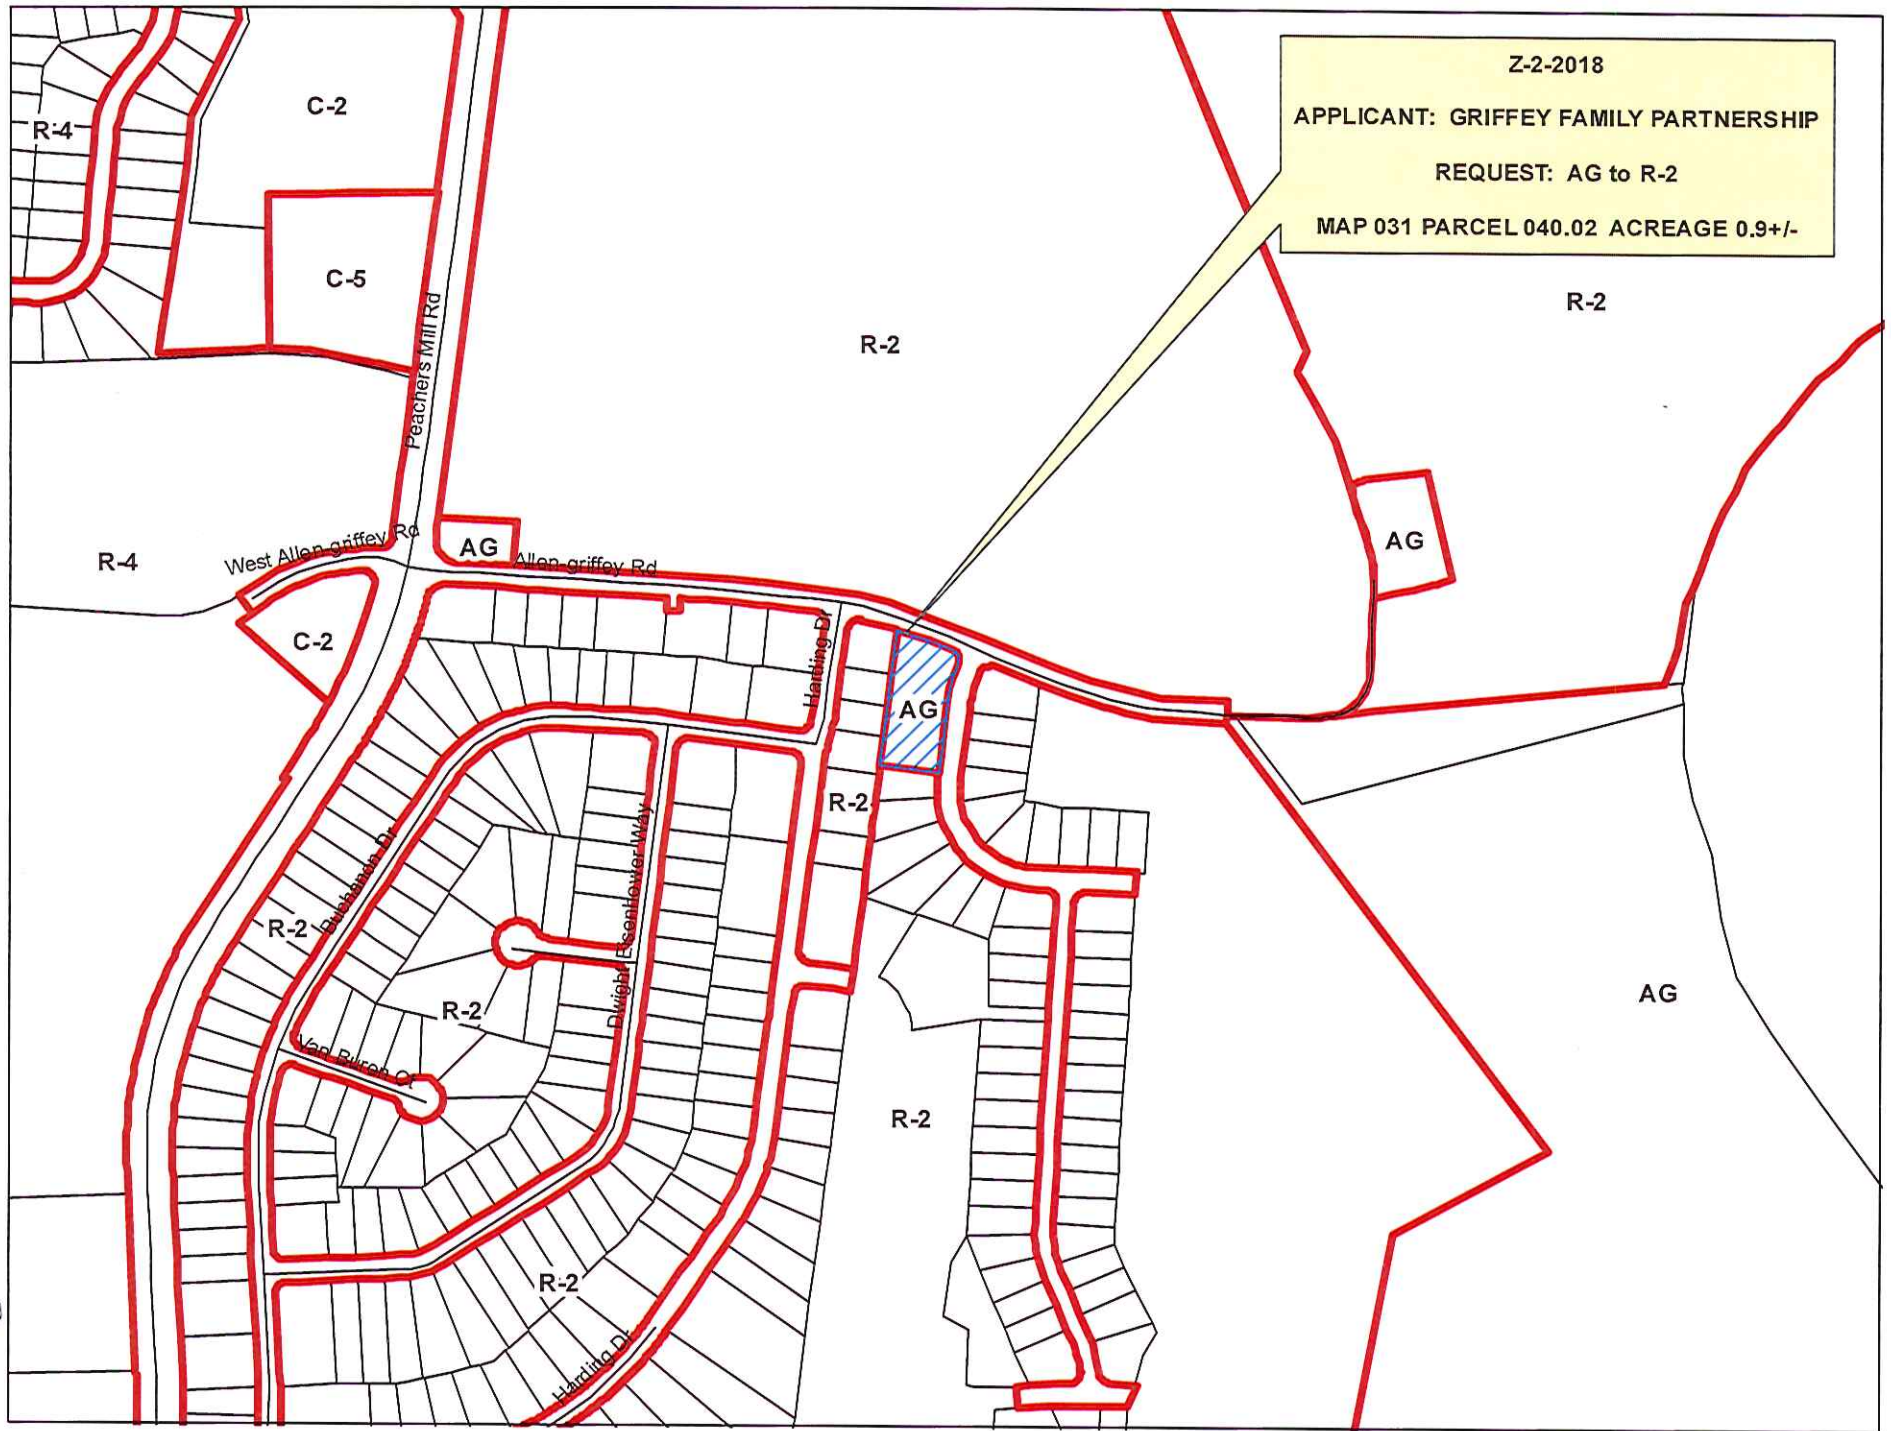 Z-2-2018
APPLICANT: GRIFFEY FAMILY PARTNERSHIP
REQUEST: AG to R-2
MAP 031 PARCEL 040.02 ACREAGE 0.9+/-
C-2
R-4
C-5
Peachers Mill Rd
R-2
R-2
West Allen-griffey Rd
AG
Allen-griffey Rd
AG
R-4
C-2
Harding Dr
AG
R-2
Buchanon Dr
Dwight Eisenhower Way
R-2
R-2
AG
Van Buren Ct
R-2
R-2
Harding Dr